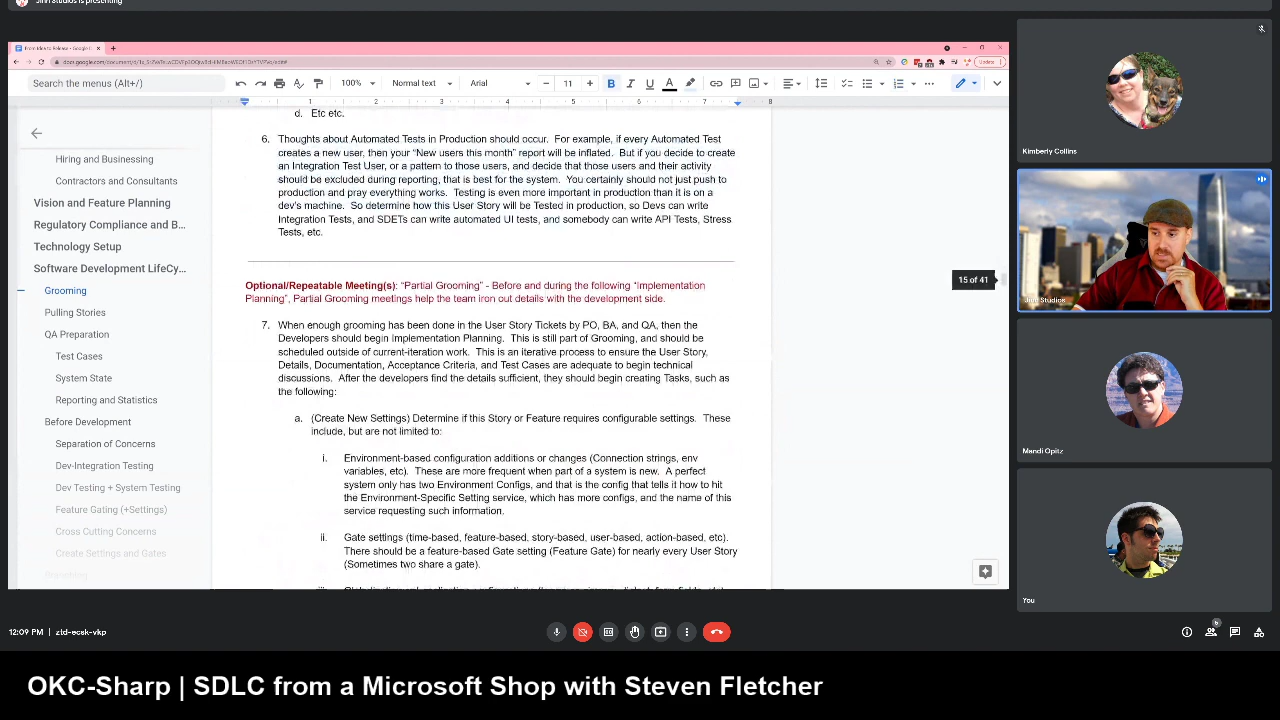 From Idea to Release - Google D
Update
Search the menus (Alt+/)
100%
Normal text
Arial
11
B
I
U
A
1 2 3 4 5 6 7 8
Hiring and Businessing
Contractors and Consultants
Vision and Feature Planning
Regulatory Compliance and B...
Technology Setup
Software Development LifeCy...
Grooming
Pulling Stories
QA Preparation
Test Cases
System State
Reporting and Statistics
Before Development
Separation of Concerns
Dev-Integration Testing
Dev Testing + System Testing
Feature Gating (+Settings)
Cross Cutting Concerns
Create Settings and Gates
d. Etc etc.
6. Thoughts about Automated Tests in Production should occur. For example, if every Automated Test
creates a new user, then your “New users this month” report will be inflated. But if you decide to create
an Integration Test User, or a pattern to those users, and decide that those users and their activity
should be excluded during reporting, that is best for the system. You certainly should not just push to
production and pray everything works. Testing is even more important in production than it is on a
dev's machine. So determine how this User Story will be Tested in production, so Devs can write
Integration Tests, and SDETs can write automated UI tests, and somebody can write API Tests, Stress
Tests, etc.
Optional/Repeatable Meeting(s): “Partial Grooming” - Before and during the following “Implementation
Planning”, Partial Grooming meetings help the team iron out details with the development side.
7. When enough grooming has been done in the User Story Tickets by PO, BA, and QA, then the
Developers should begin Implementation Planning. This is still part of Grooming, and should be
scheduled outside of current-iteration work. This is an iterative process to ensure the User Story,
Details, Documentation, Acceptance Criteria, and Test Cases are adequate to begin technical
discussions. After the developers find the details sufficient, they should begin creating Tasks, such as
the following:
a. (Create New Settings) Determine if this Story or Feature requires configurable settings. These
include, but are not limited to:
i. Environment-based configuration additions or changes (Connection strings, env
variables, etc). These are more frequent when part of a system is new. A perfect
system only has two Environment Configs, and that is the config that tells it how to hit
the Environment-Specific Setting service, which has more configs, and the name of this
service requesting such information.
ii. Gate settings (time-based, feature-based, story-based, user-based, action-based, etc).
There should be a feature-based Gate setting (Feature Gate) for nearly every User Story
(Sometimes two share a gate).
15 of 41
Kimberly Collins
Jinn Studios
Mandi Opitz
You
12:09 PM | ztd-ecsk-vkp
6
OKC-Sharp | SDLC from a Microsoft Shop with Steven Fletcher